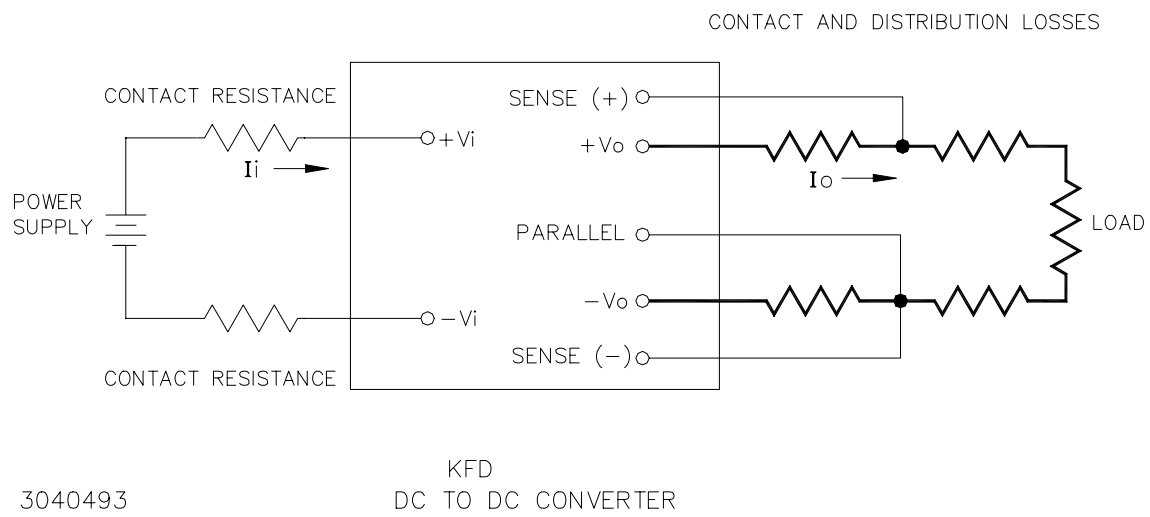 CONTACT AND DISTRIBUTION LOSSES
CONTACT RESISTANCE
SENSE (+)
+Vi
+Vo
Ii
Io
POWER
SUPPLY
PARALLEL
LOAD
-Vo
-Vi
SENSE (-)
CONTACT RESISTANCE
KFD
3040493
DC TO DC CONVERTER